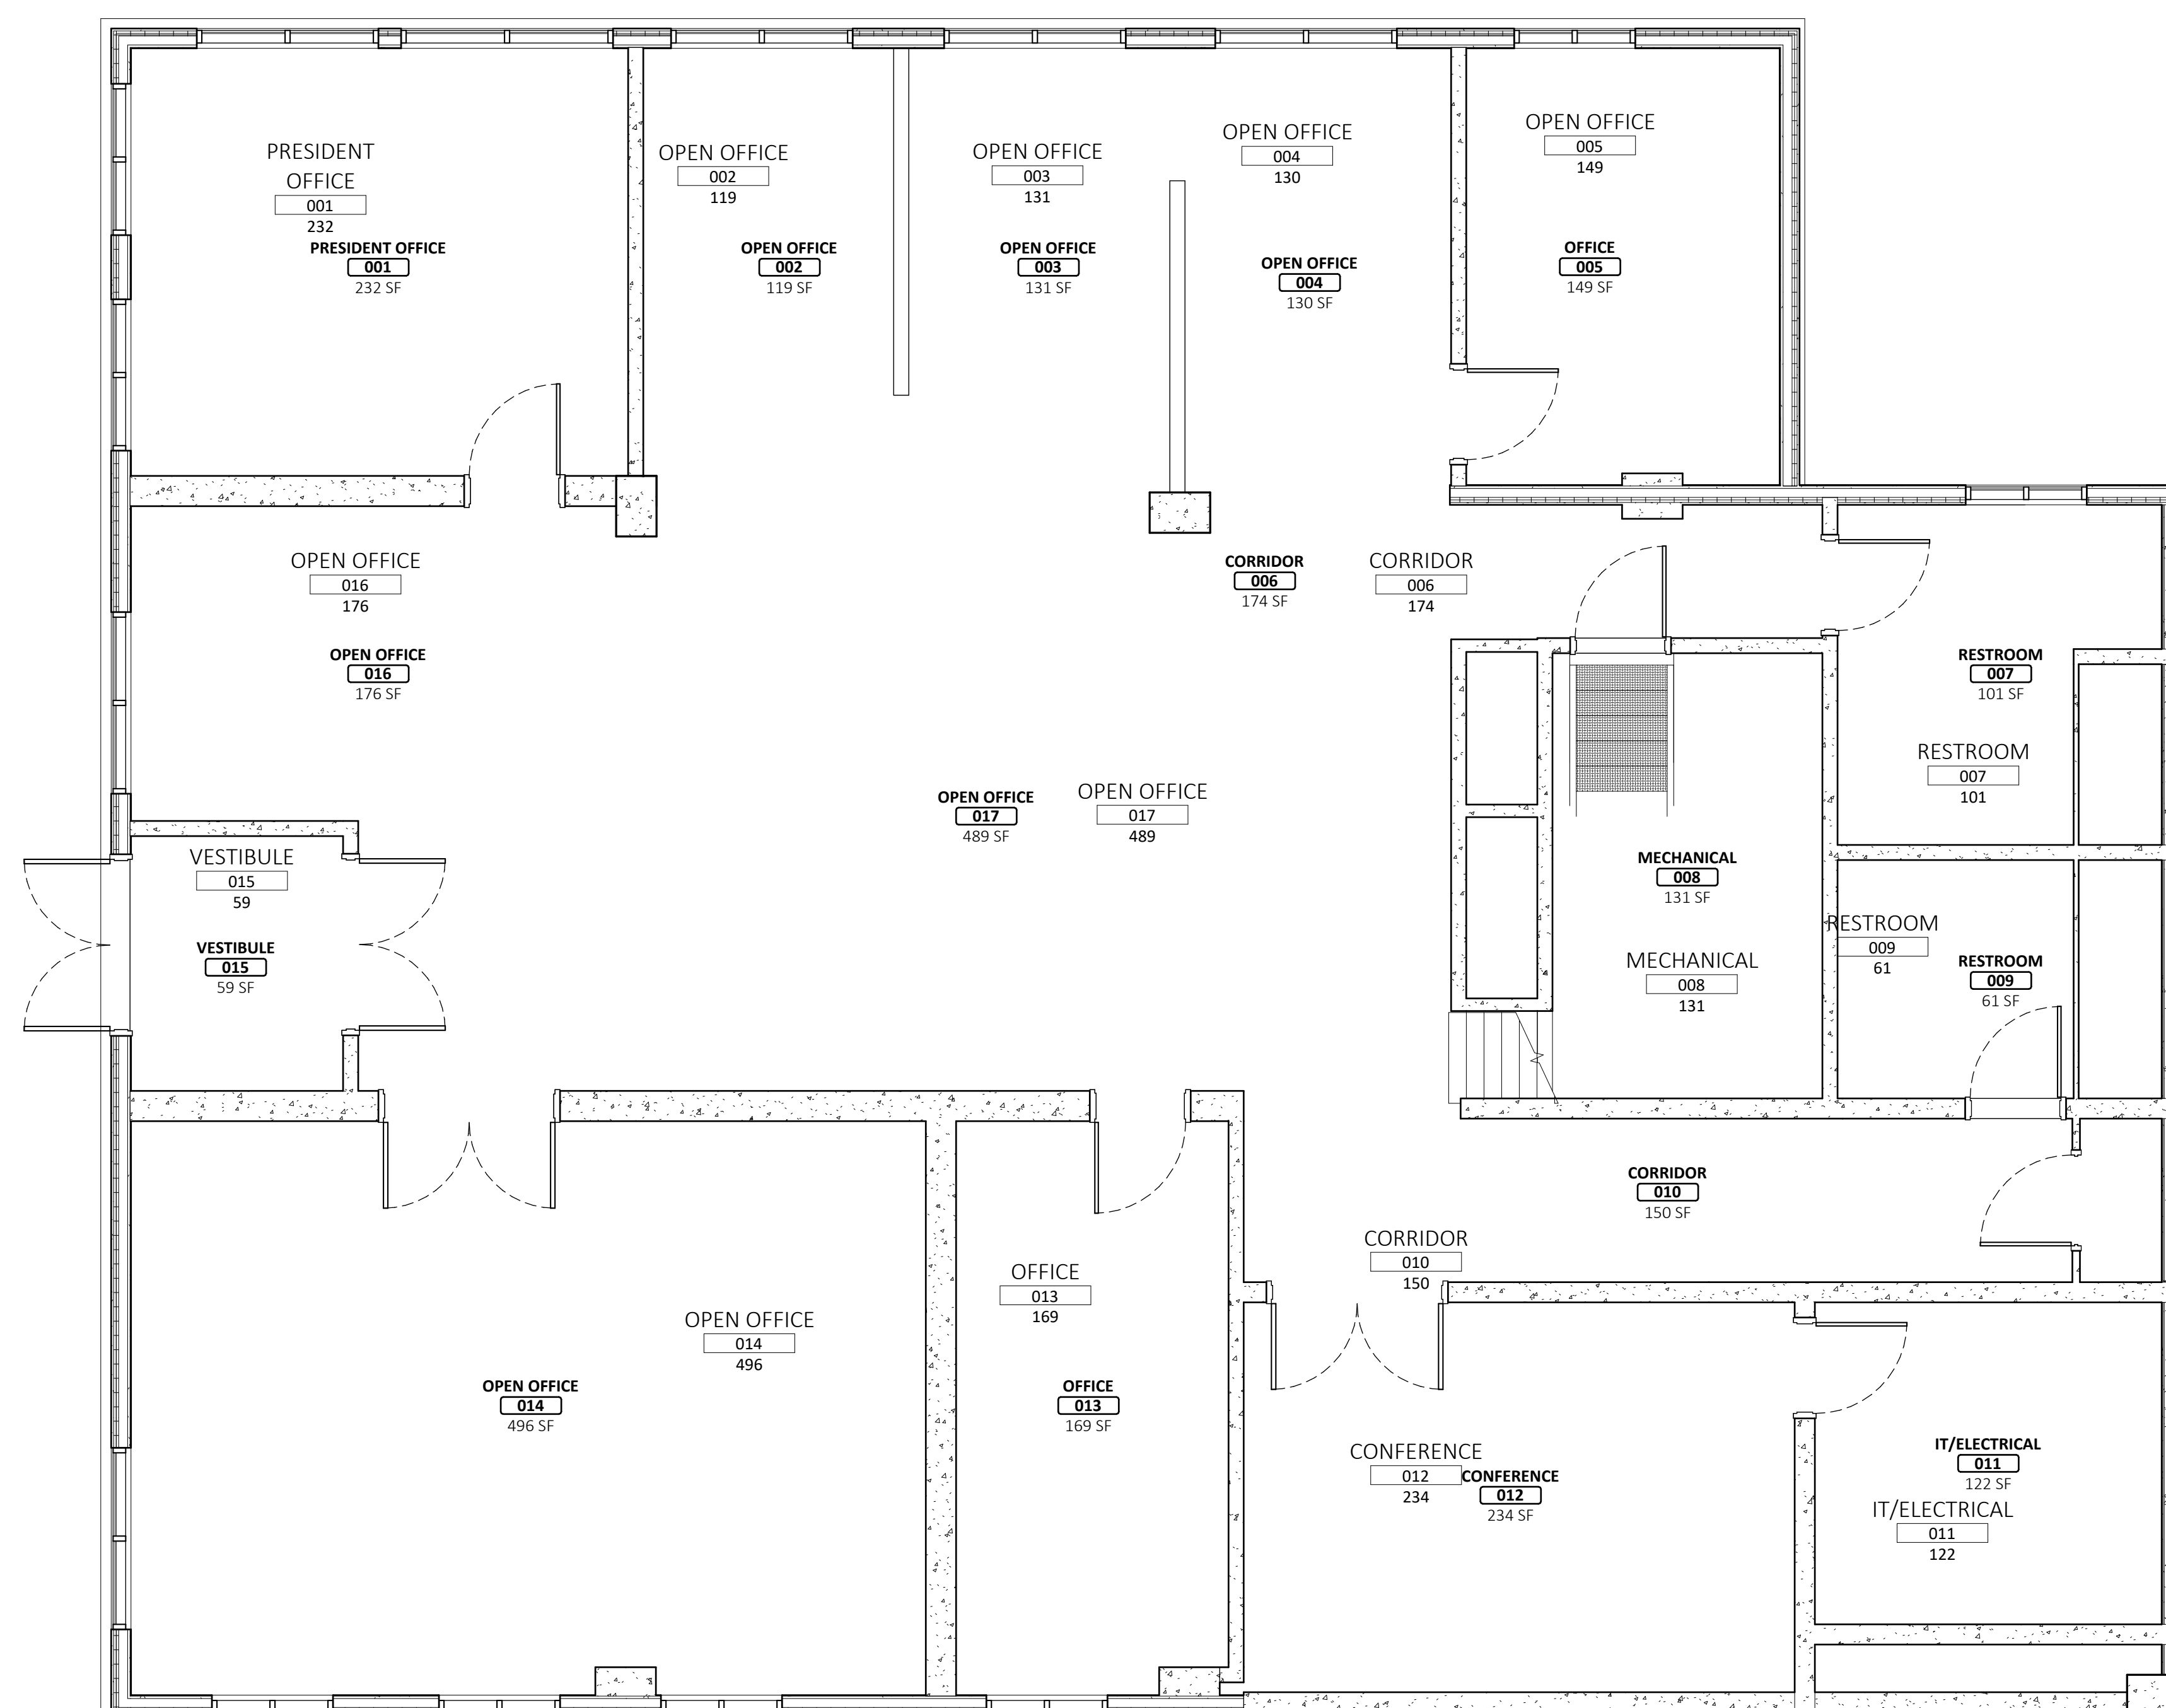 PRESIDENT
OFFICE
001
232
PRESIDENT OFFICE
001
232 SF
OPEN OFFICE
002
119
OPEN OFFICE
002
119 SF
OPEN OFFICE
003
131
OPEN OFFICE
003
131 SF
OPEN OFFICE
004
130
OPEN OFFICE
004
130 SF
OPEN OFFICE
005
149
OFFICE
005
149 SF
OPEN OFFICE
016
176
OPEN OFFICE
016
176 SF
CORRIDOR
006
174 SF
CORRIDOR
006
174
RESTROOM
007
101 SF
RESTROOM
007
101
OPEN OFFICE
017
489 SF
OPEN OFFICE
017
489
VESTIBULE
015
59
VESTIBULE
015
59 SF
MECHANICAL
008
131 SF
MECHANICAL
008
131
RESTROOM
009
61
RESTROOM
009
61 SF
CORRIDOR
010
150 SF
CORRIDOR
010
150
OPEN OFFICE
014
496
OPEN OFFICE
014
496 SF
OFFICE
013
169
OFFICE
013
169 SF
CONFERENCE
012
234
CONFERENCE
012
234 SF
IT/ELECTRICAL
011
122 SF
IT/ELECTRICAL
011
122